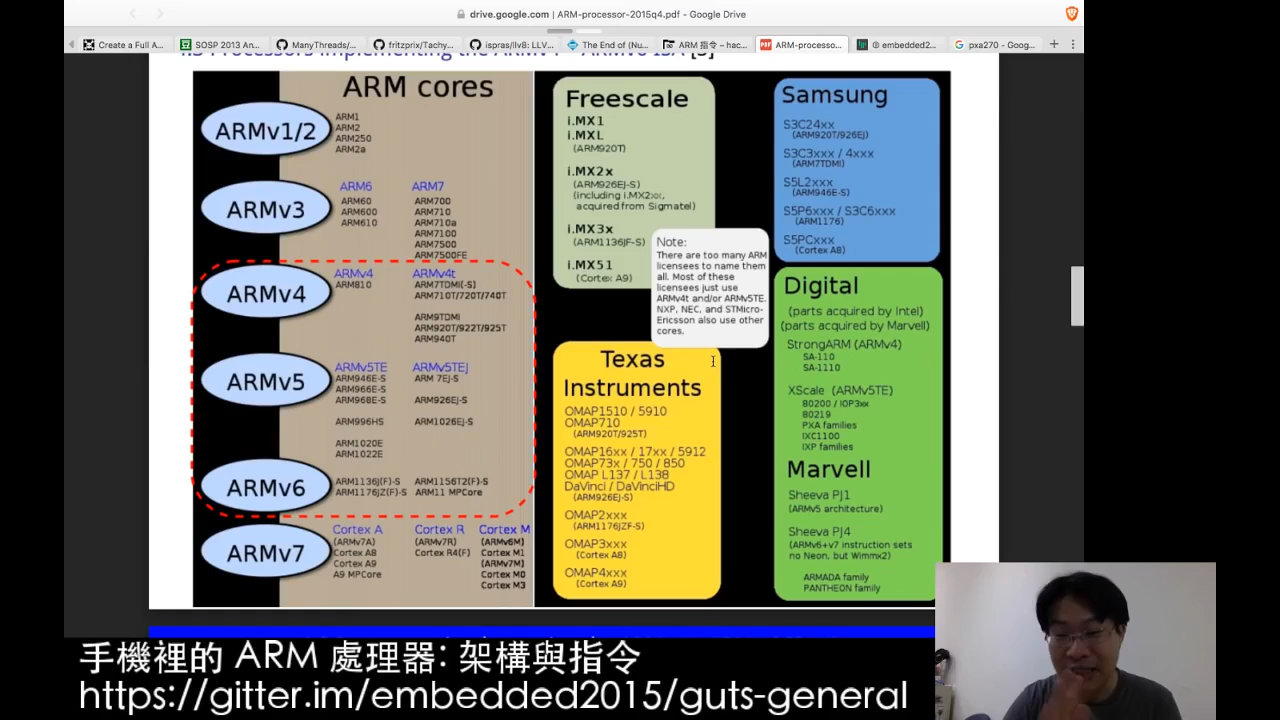 drive.google.com | ARM-processor-2015q4.pdf - Google Drive
Create a Full A...
SOSP 2013 An...
ManyThreads/...
fritzprix/Tachy...
ispras/llv8: LLV...
The End of (Nu...
ARM 指令 – hac...
ARM-processo...
embedded2...
pxa270 - Goog...
ARM cores
ARMv1/2
ARM1
ARM2
ARM250
ARM2a
ARMv3
ARM6
ARM60
ARM600
ARM610
ARM7
ARM700
ARM710
ARM710a
ARM7100
ARM7500
ARM7500FE
ARMv4
ARMv4
ARM810
ARMv4t
ARM7TDMI(-S)
ARM710T/720T/740T
ARM9TDMI
ARM920T/922T/925T
ARM940T
ARMv5
ARMv5TE
ARM946E-S
ARM966E-S
ARM968E-S
ARM996HS
ARM1020E
ARM1022E
ARMv5TEJ
ARM 7EJ-S
ARM926EJ-S
ARM1026EJ-S
ARMv6
ARM1136J(F)-S
ARM1176JZ(F)-S
ARM1156T2(F)-S
ARM11 MPCore
ARMv7
Cortex A
(ARMv7A)
Cortex A8
Cortex A9
A9 MPCore
Cortex R
(ARMv7R)
Cortex R4(F)
Cortex M
(ARMv6M)
Cortex M1
(ARMv7M)
Cortex M0
Cortex M3
Freescale
i.MX1
i.MXL
(ARM920T)
i.MX2x
(ARM926EJ-S)
(including i.MX23x,
acquired from Sigmatel)
i.MX3x
(ARM1136JF-S)
i.MX51
(Cortex A9)
Note:
There are too many ARM
licensees to name them
all. Most of these
licensees just use
ARMv4t and/or ARMv5TE.
NXP, NEC, and STMicro-
Ericsson also use other
cores.
Texas
Instruments
OMAP1510 / 5910
OMAP710
(ARM920T/925T)
OMAP16xx / 17xx / 5912
OMAP73x / 750 / 850
OMAP L137 / L138
DaVinci / DaVinciHD
(ARM926EJ-S)
OMAP2xxx
(ARM1176JZF-S)
OMAP3xxx
(Cortex A8)
OMAP4xxx
(Cortex A9)
Samsung
S3C24xx
(ARM920T/926EJ)
S3C3xxx / 4xxx
(ARM7TDMI)
S5L2xxx
(ARM946E-S)
S5P6xxx / S3C6xxx
(ARM1176)
S5PCxxx
(Cortex A8)
Digital
(parts acquired by Intel)
(parts acquired by Marvell)
StrongARM (ARMv4)
SA-110
SA-1110
XScale (ARMv5TE)
80200 / IOP3xx
80219
PXA families
IXC1100
IXP families
Marvell
Sheeva PJ1
(ARMv5 architecture)
Sheeva PJ4
(ARMv6+v7 instruction sets
no Neon, but Wimmx2)
ARMADA family
PANTHEON family
手機裡的 ARM 處理器: 架構與指令
https://gitter.im/embedded2015/guts-general